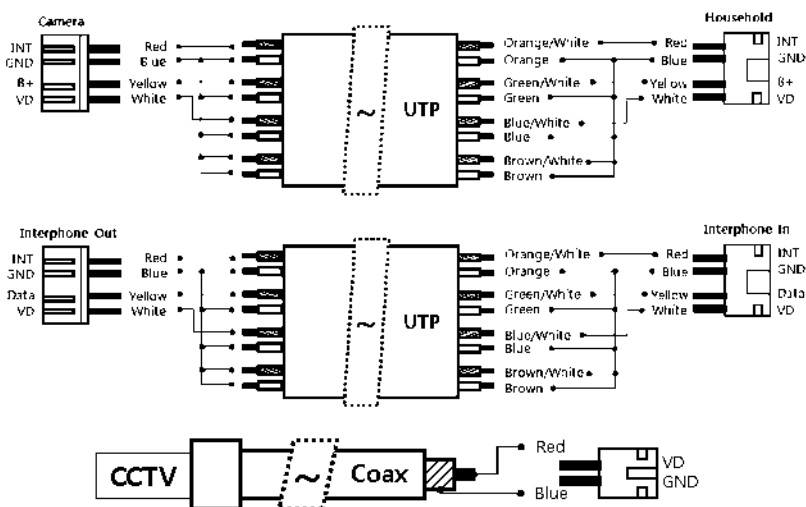 Camera
INT
GND
B+
VD
Red
Blue
Yellow
White
~
UTP
Orange/White
Orange
Green/White
Green
Blue/White
Blue
Brown/White
Brown
Household
Red
Blue
Yellow
White
INT
GND
B+
VD
Interphone Out
INT
GND
Data
VD
Red
Blue
Yellow
White
~
UTP
Orange/White
Orange
Green/White
Green
Blue/White
Blue
Brown/White
Brown
Interphone In
Red
Blue
Yellow
White
INT
GND
Data
VD
CCTV
~
Coax
Red
Blue
VD
GND